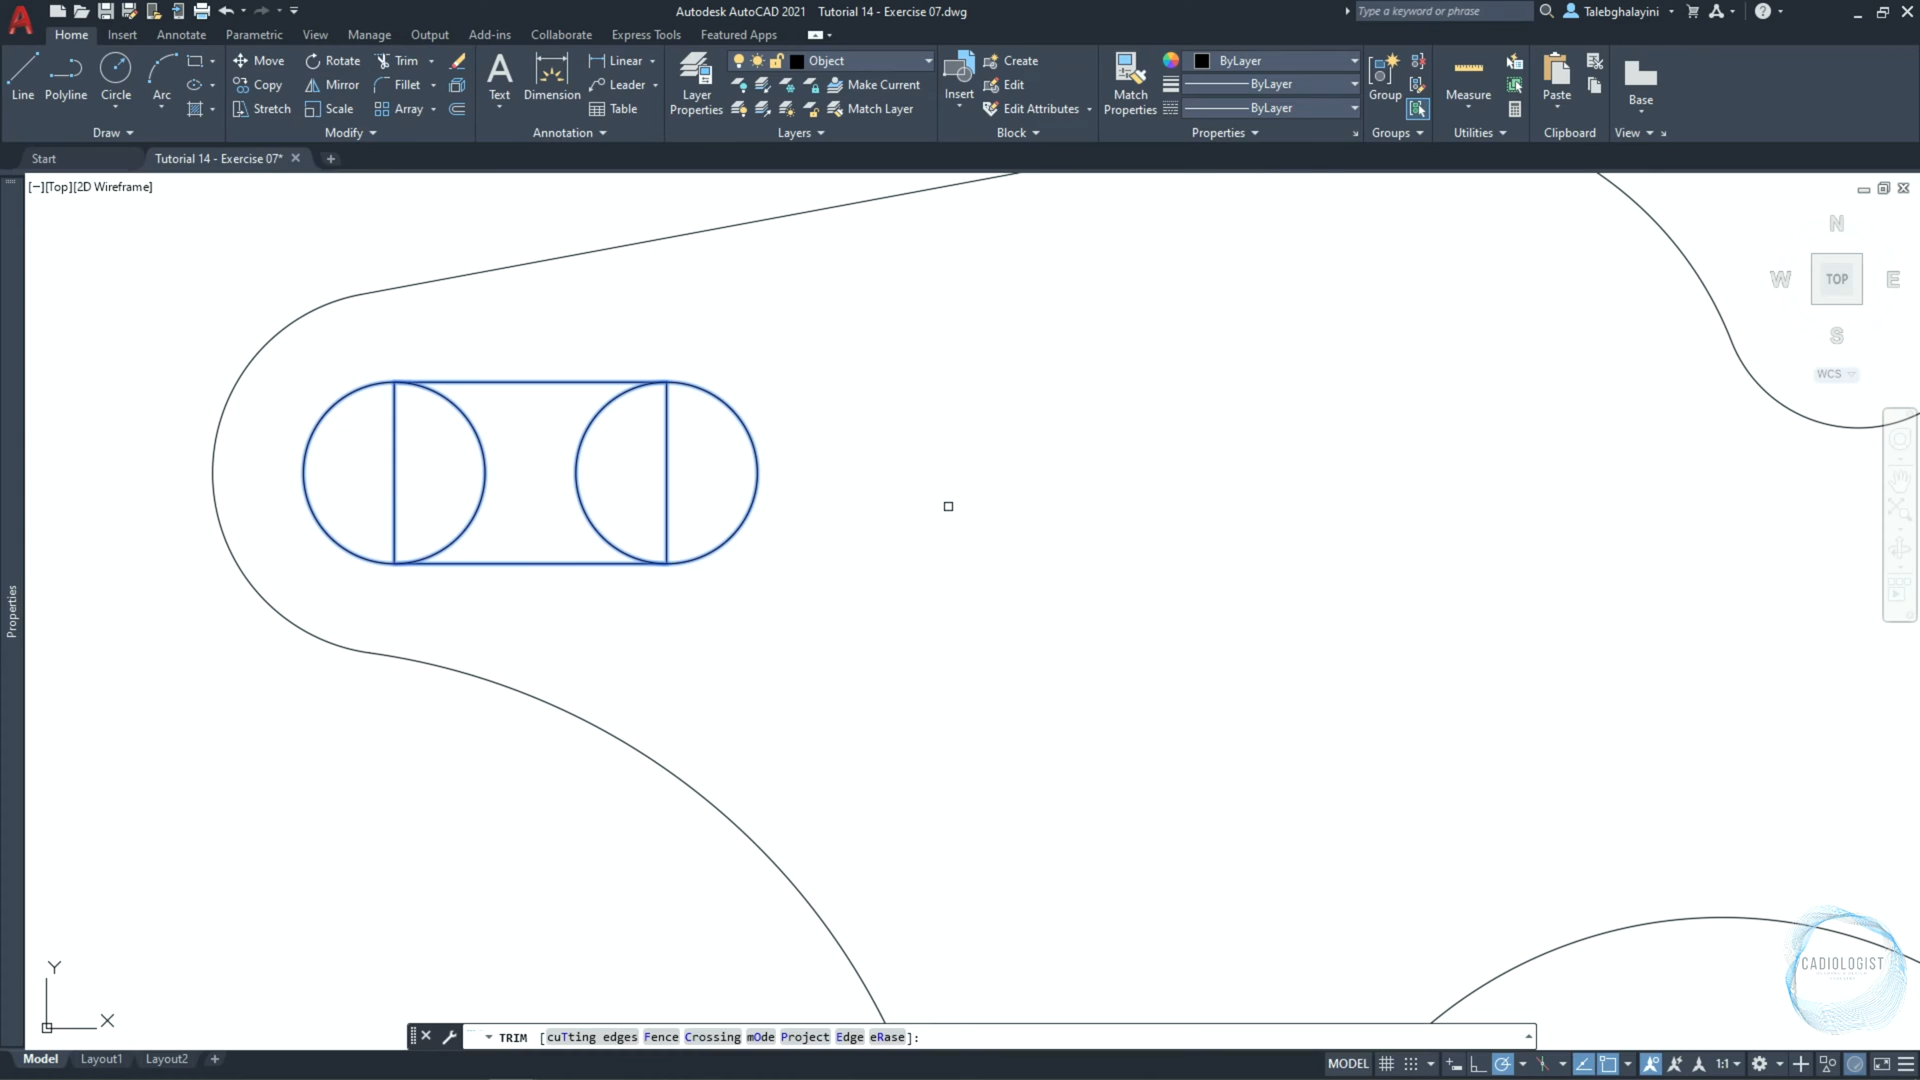 Autodesk AutoCAD 2021 Tutorial 14 - Exercise 07.dwg
Type a keyword or phrase
Talebghalayini
Home Insert Annotate Parametric View Manage Output Add-ins Collaborate Express Tools Featured Apps
Line Polyline Circle Arc
Move Rotate Trim
Copy Mirror Fillet
Stretch Scale Array
Text Dimension
Linear
Leader
Table
Layer Properties
Object
Make Current
Match Layer
Insert
Create
Edit
Edit Attributes
Match Properties
ByLayer
ByLayer
ByLayer
Group
Measure
Paste
Base
Draw Modify Annotation Layers Block Properties Groups Utilities Clipboard View
Start Tutorial 14 - Exercise 07*
[−][Top][2D Wireframe]
N
W TOP E
S
WCS
Properties
CADIOLOGIST
Y
X
TRIM [cuTting edges Fence Crossing mOde Project Edge eRase]:
Model Layout1 Layout2
MODEL 1:1